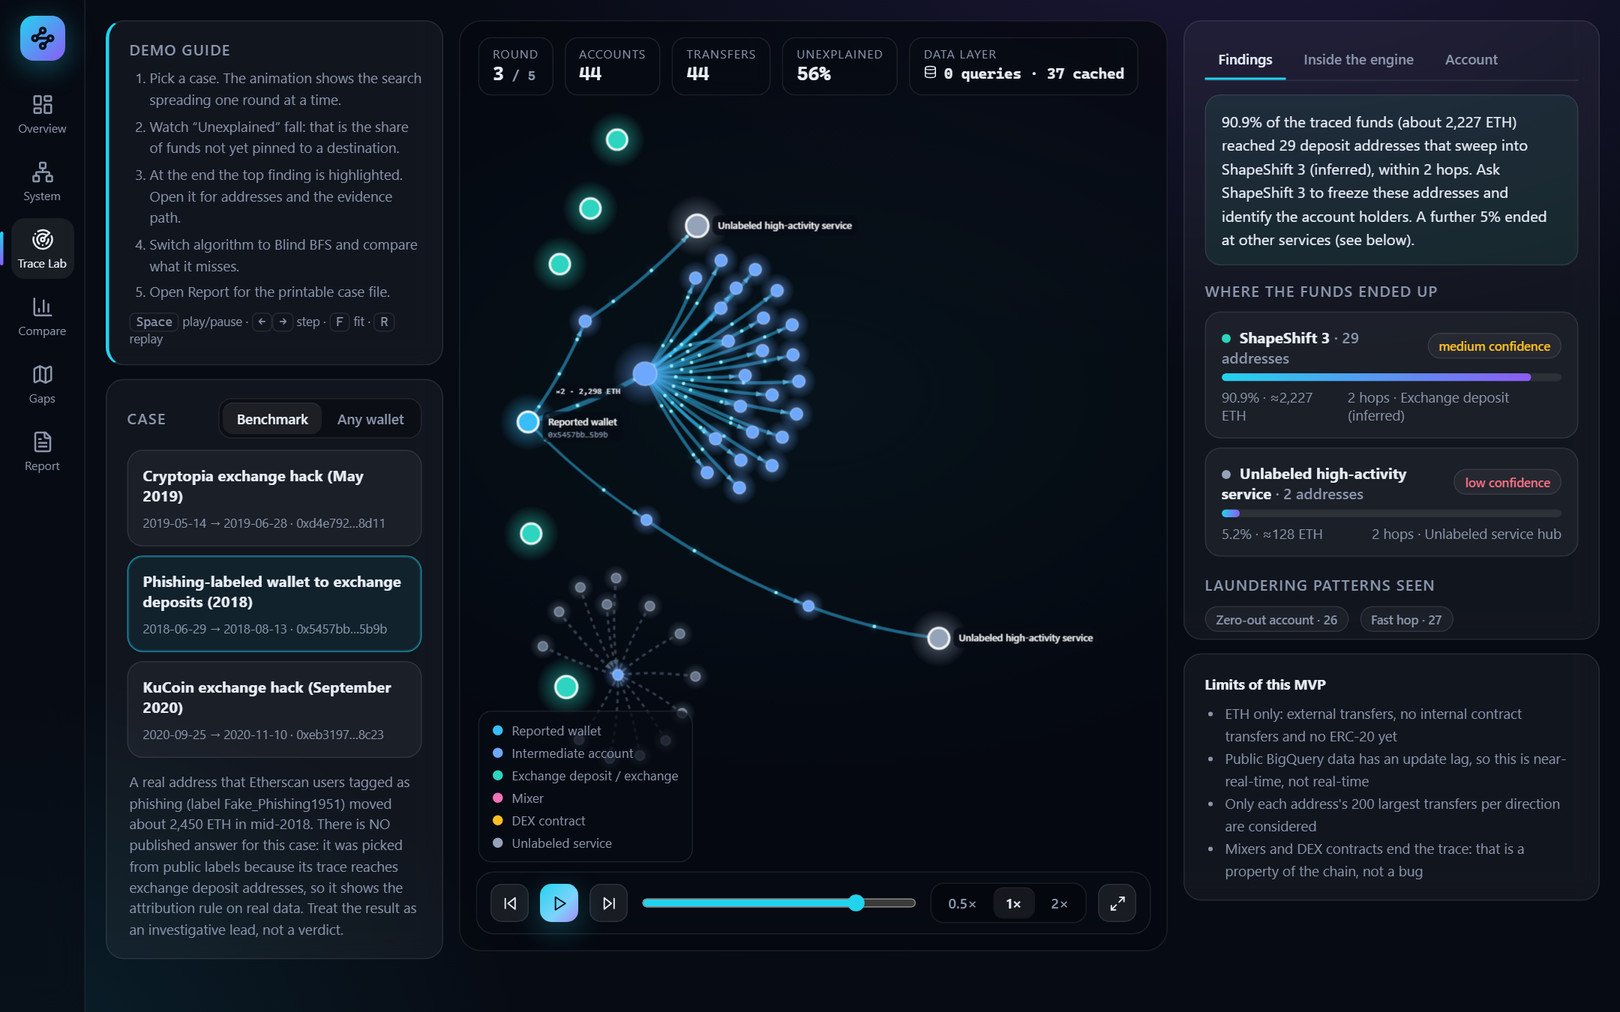 Overview
System
Trace Lab
Compare
Gaps
Report
DEMO GUIDE
1. Pick a case. The animation shows the search
spreading one round at a time.
2. Watch "Unexplained" fall: that is the share
of funds not yet pinned to a destination.
3. At the end the top finding is highlighted.
Open it for addresses and the evidence
path.
4. Switch algorithm to Blind BFS and compare
what it misses.
5. Open Report for the printable case file.
Space play/pause · ← → step · F fit · R
replay
CASE
Benchmark
Any wallet
Cryptopia exchange hack (May
2019)
2019-05-14 → 2019-06-28 · 0xd4e792…8d11
Phishing-labeled wallet to exchange
deposits (2018)
2018-06-29 → 2018-08-13 · 0x5457bb…5b9b
KuCoin exchange hack (September
2020)
2020-09-25 → 2020-11-10 · 0xeb3197…8c23
A real address that Etherscan users tagged as
phishing (label Fake_Phishing1951) moved
about 2,450 ETH in mid-2018. There is NO
published answer for this case: it was picked
from public labels because its trace reaches
exchange deposit addresses, so it shows the
attribution rule on real data. Treat the result as
an investigative lead, not a verdict.
ROUND
3 / 5
ACCOUNTS
44
TRANSFERS
44
UNEXPLAINED
56%
DATA LAYER
0 queries · 37 cached
Unlabeled high-activity service
≈2 · 2,298 ETH
Reported wallet
0x5457bb…5b9b
Unlabeled high-activity service
Reported wallet
Intermediate account
Exchange deposit / exchange
Mixer
DEX contract
Unlabeled service
0.5×
1×
2×
Findings
Inside the engine
Account
90.9% of the traced funds (about 2,227 ETH)
reached 29 deposit addresses that sweep into
ShapeShift 3 (inferred), within 2 hops. Ask
ShapeShift 3 to freeze these addresses and
identify the account holders. A further 5% ended
at other services (see below).
WHERE THE FUNDS ENDED UP
ShapeShift 3 · 29
addresses
medium confidence
90.9% · ≈2,227
ETH
2 hops · Exchange deposit
(inferred)
Unlabeled high-activity
service · 2 addresses
low confidence
5.2% · ≈128 ETH
2 hops · Unlabeled service hub
LAUNDERING PATTERNS SEEN
Zero-out account · 26
Fast hop · 27
Limits of this MVP
• ETH only: external transfers, no internal contract
transfers and no ERC-20 yet
• Public BigQuery data has an update lag, so this is near-
real-time, not real-time
• Only each address's 200 largest transfers per direction
are considered
• Mixers and DEX contracts end the trace: that is a
property of the chain, not a bug